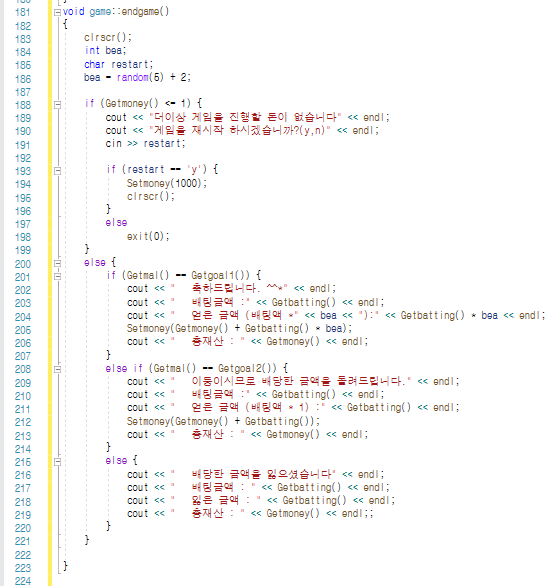 181 void game::endgame()
182 {
183 clrscr();
184 int bea;
185 char restart;
186 bea = random(5) + 2;
187
188 if (Getmoney() <= 1) {
189 cout << "더이상 게임을 진행할 돈이 없습니다" << endl;
190 cout << "게임을 재시작 하시겠습니까?(y,n)" << endl;
191 cin >> restart;
192
193 if (restart == 'y') {
194 Setmoney(1000);
195 clrscr();
196 }
197 else
198 exit(0);
199 }
200 else {
201 if (Getmal() == Getgoal1()) {
202 cout << "   축하드립니다. ^^*" << endl;
203 cout << "   배팅금액 :" << Getbatting() << endl;
204 cout << "   얻은 금액 (배팅액 *" << bea << "):" << Getbatting() * bea << endl;
205 Setmoney(Getmoney() + Getbatting() * bea);
206 cout << "   총재산 : " << Getmoney() << endl;
207 }
208 else if (Getmal() == Getgoal2()) {
209 cout << "   이등이시므로 배당한 금액을 돌려드립니다." << endl;
210 cout << "   배팅금액 :" << Getbatting() << endl;
211 cout << "   얻은 금액 (배팅액 * 1) :" << Getbatting() << endl;
212 Setmoney(Getmoney() + Getbatting());
213 cout << "   총재산 : " << Getmoney() << endl;
214 }
215 else {
216 cout << "   배당한 금액을 잃으셨습니다" << endl;
217 cout << "   배팅금액 : " << Getbatting() << endl;
218 cout << "   잃은 금액 : " << Getbatting() << endl;
219 cout << "   총재산 : " << Getmoney() << endl;;
220 }
221 }
222
223 }
224